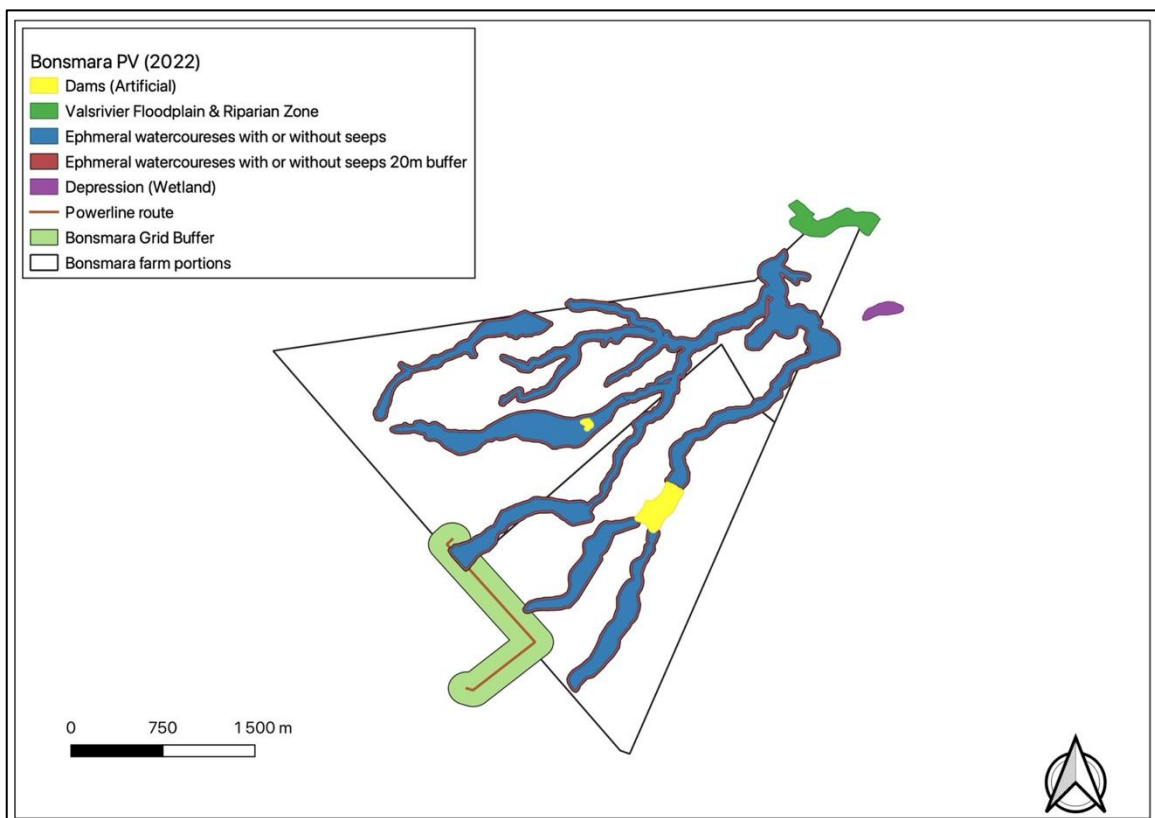 Bonsmara PV (2022)
Dams (Artificial)
Valsrivier Floodplain & Riparian Zone
Ephmeral watercoureses with or without seeps
Ephmeral watercoureses with or without seeps 20m buffer
Depression (Wetland)
Powerline route
Bonsmara Grid Buffer
Bonsmara farm portions
0 750 1 500 m